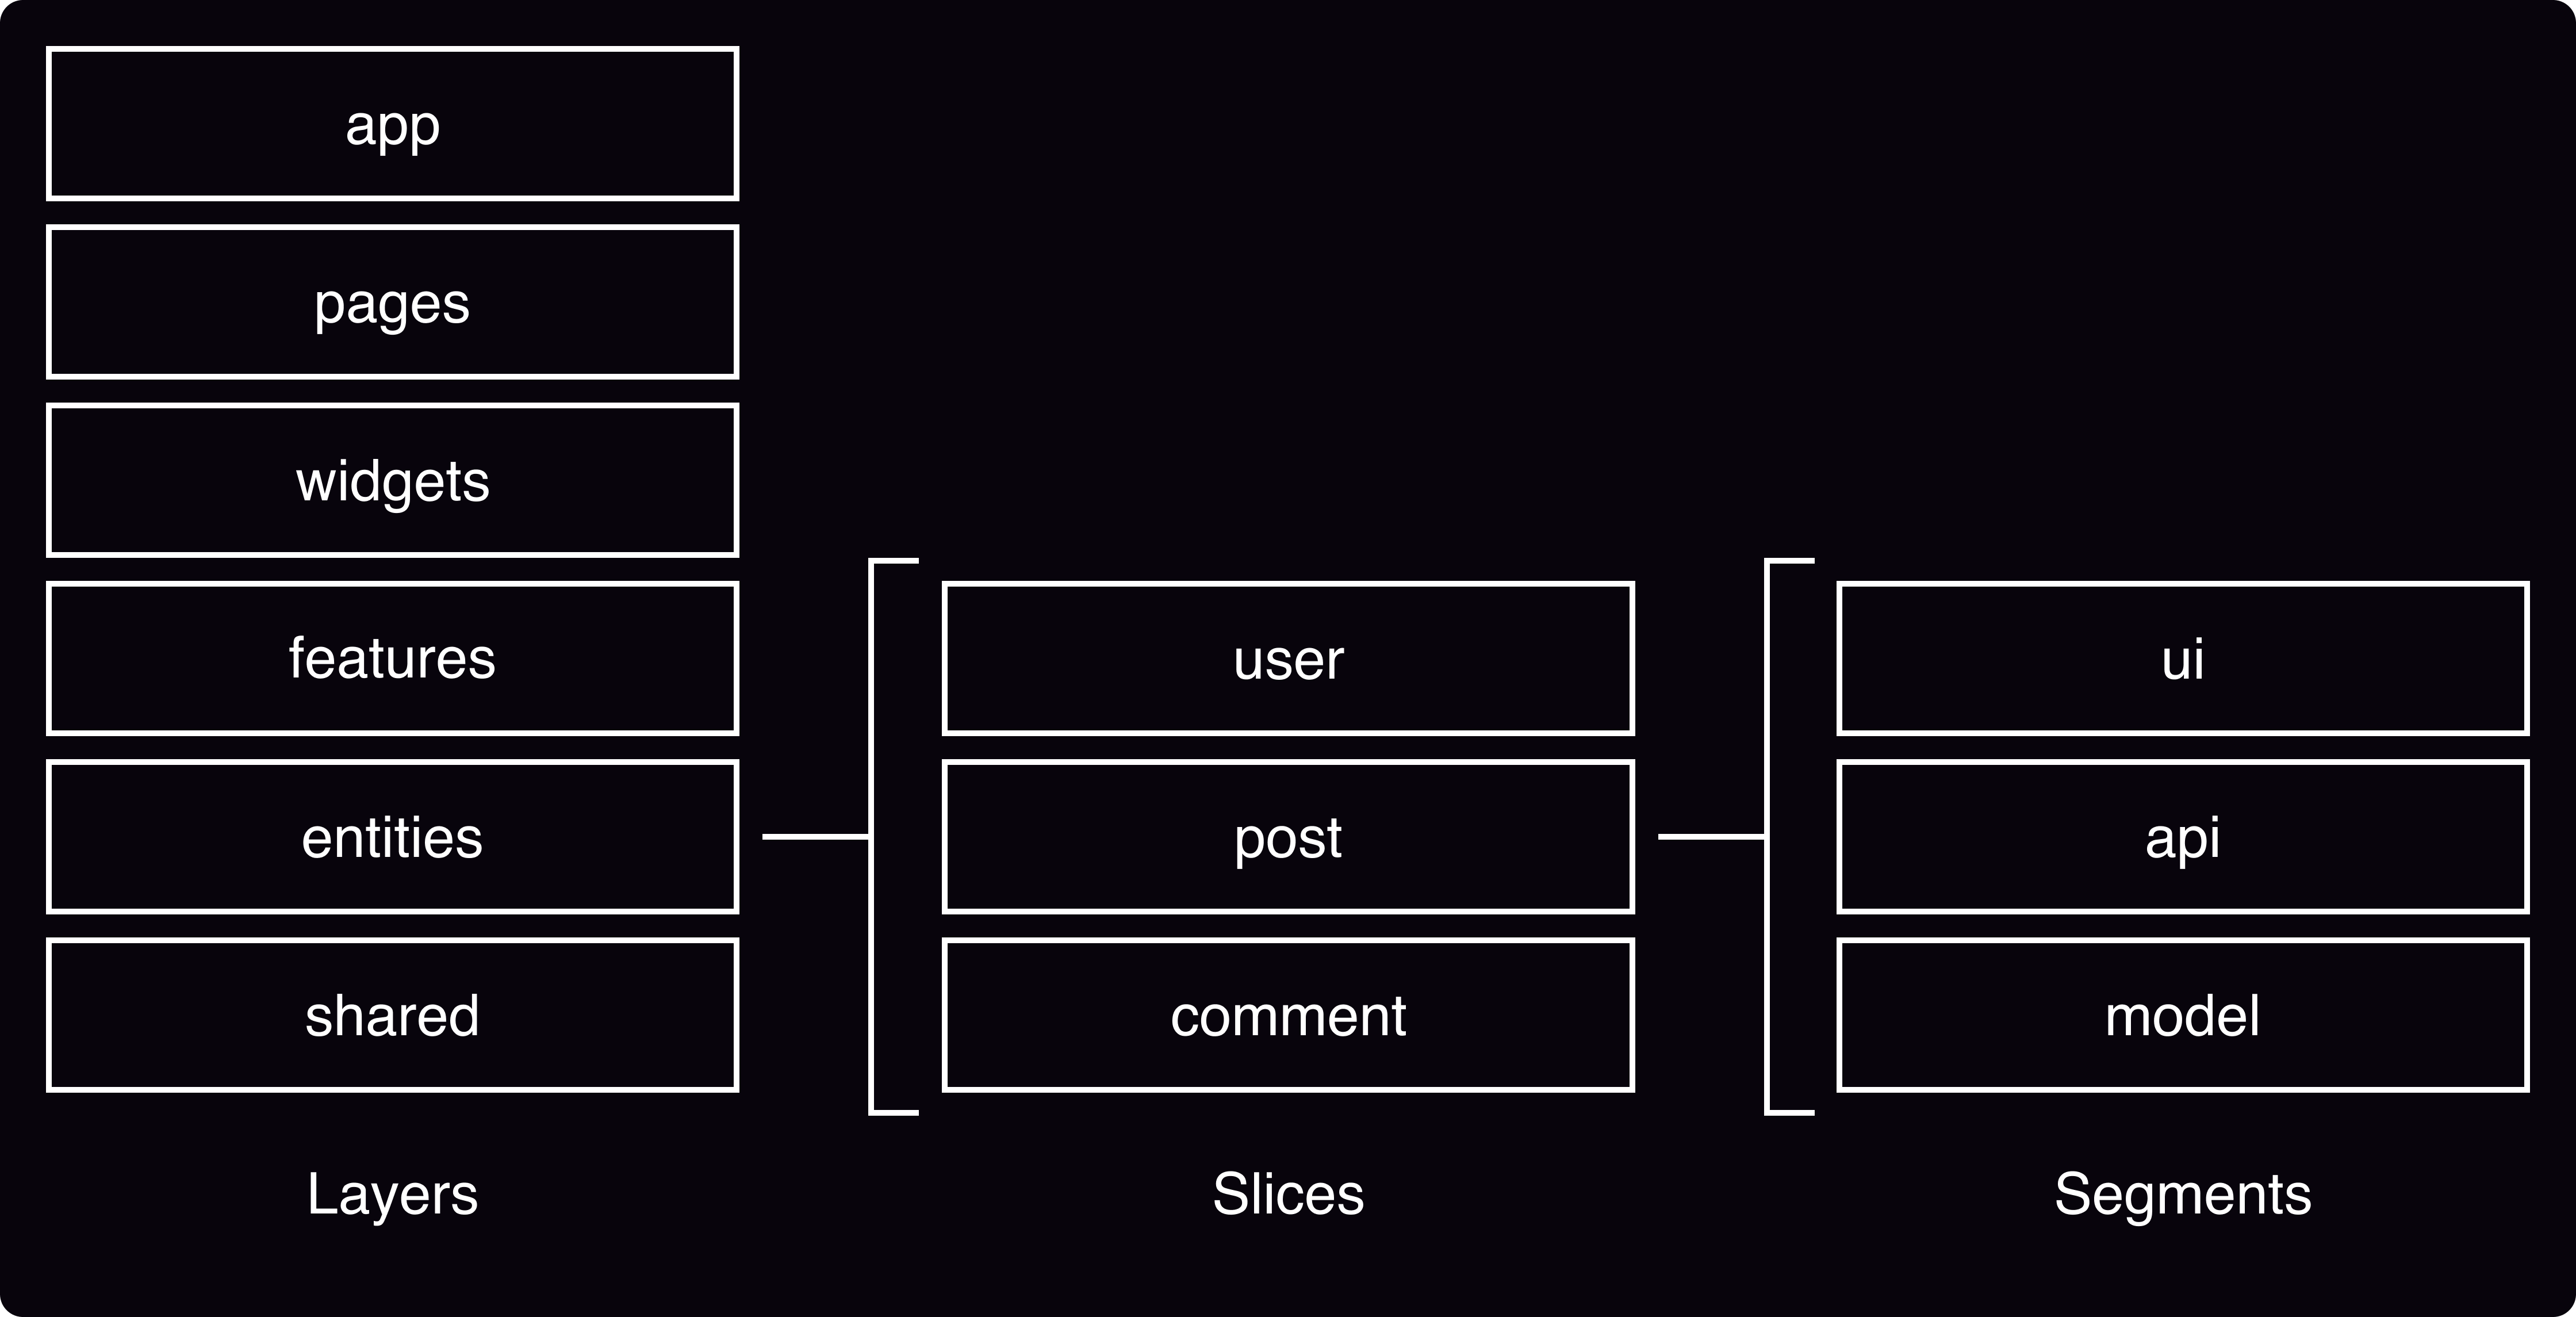 app
pages
widgets
features
entities
shared
Layers
user
post
comment
Slices
ui
api
model
Segments